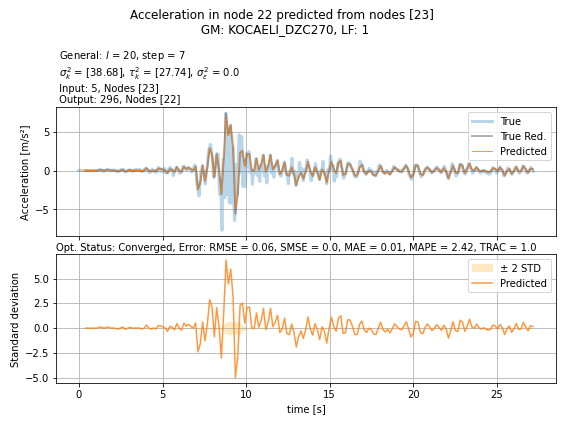 Acceleration in node 22 predicted from nodes [23]
GM: KOCAELI_DZC270, LF: 1
General: l = 20, step = 7
σ²ₖ = [38.68], τ²ₖ = [27.74], σ²ε = 0.0
Input: 5, Nodes [23]
Output: 296, Nodes [22]
Acceleration [m/s²]
5
0
−5
True
True Red.
Predicted
Opt. Status: Converged, Error: RMSE = 0.06, SMSE = 0.0, MAE = 0.01, MAPE = 2.42, TRAC = 1.0
Standard deviation
5.0
2.5
0.0
−2.5
−5.0
± 2 STD
Predicted
0 5 10 15 20 25
time [s]